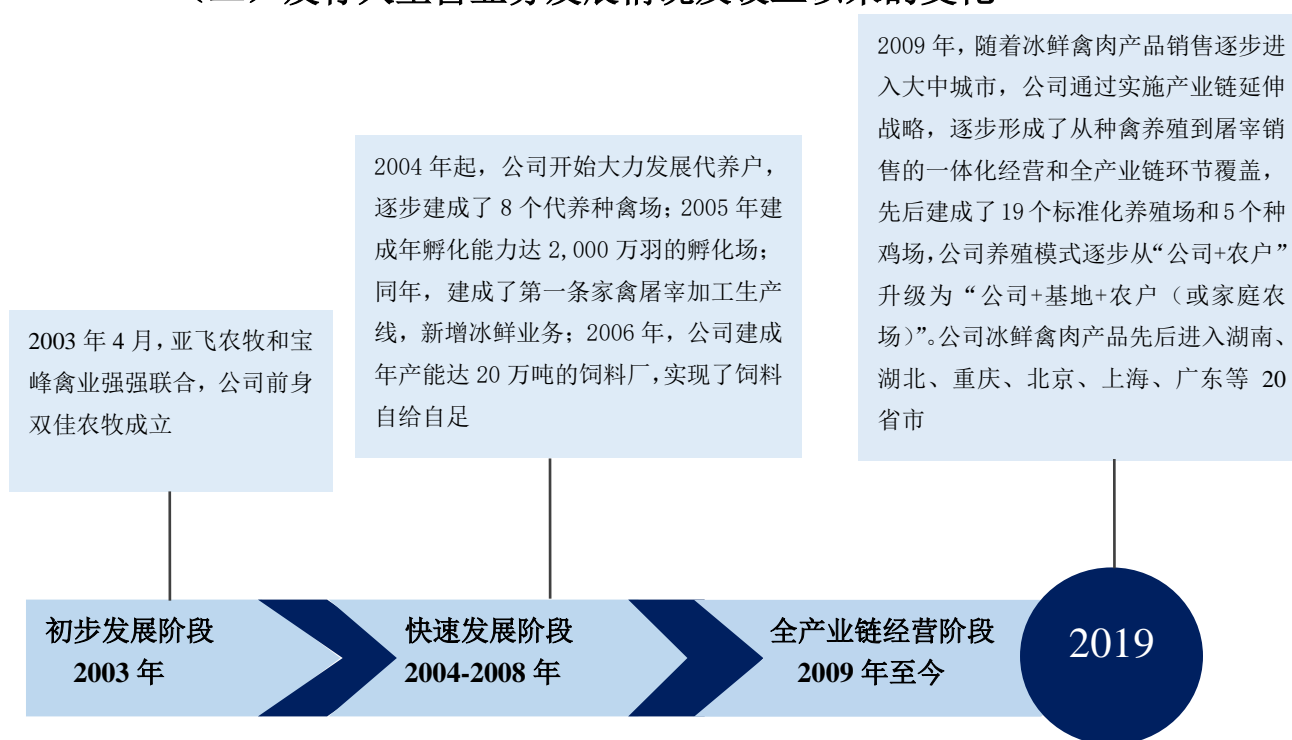 2003 年 4 月，亚飞农牧和宝
峰禽业强强联合，公司前身
双佳农牧成立
2004 年起，公司开始大力发展代养户，
逐步建成了 8 个代养种禽场；2005 年建
成年孵化能力达 2,000 万羽的孵化场；
同年，建成了第一条家禽屠宰加工生产
线，新增冰鲜业务；2006 年，公司建成
年产能达 20 万吨的饲料厂，实现了饲料
自给自足
2009 年，随着冰鲜禽肉产品销售逐步进
入大中城市，公司通过实施产业链延伸
战略，逐步形成了从种禽养殖到屠宰销
售的一体化经营和全产业链环节覆盖，
先后建成了 19 个标准化养殖场和 5 个种
鸡场，公司养殖模式逐步从“公司+农户”
升级为“公司+基地+农户（或家庭农
场）”。公司冰鲜禽肉产品先后进入湖南、
湖北、重庆、北京、上海、广东等 20
省市
初步发展阶段
2003 年
快速发展阶段
2004-2008 年
全产业链经营阶段
2009 年至今
2019